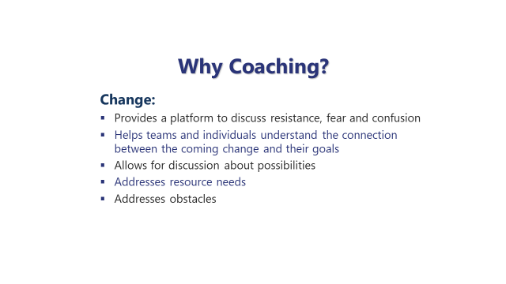 Why Coaching?
Change:
▪ Provides a platform to discuss resistance, fear and confusion
▪ Helps teams and individuals understand the connection
between the coming change and their goals
▪ Allows for discussion about possibilities
▪ Addresses resource needs
▪ Addresses obstacles